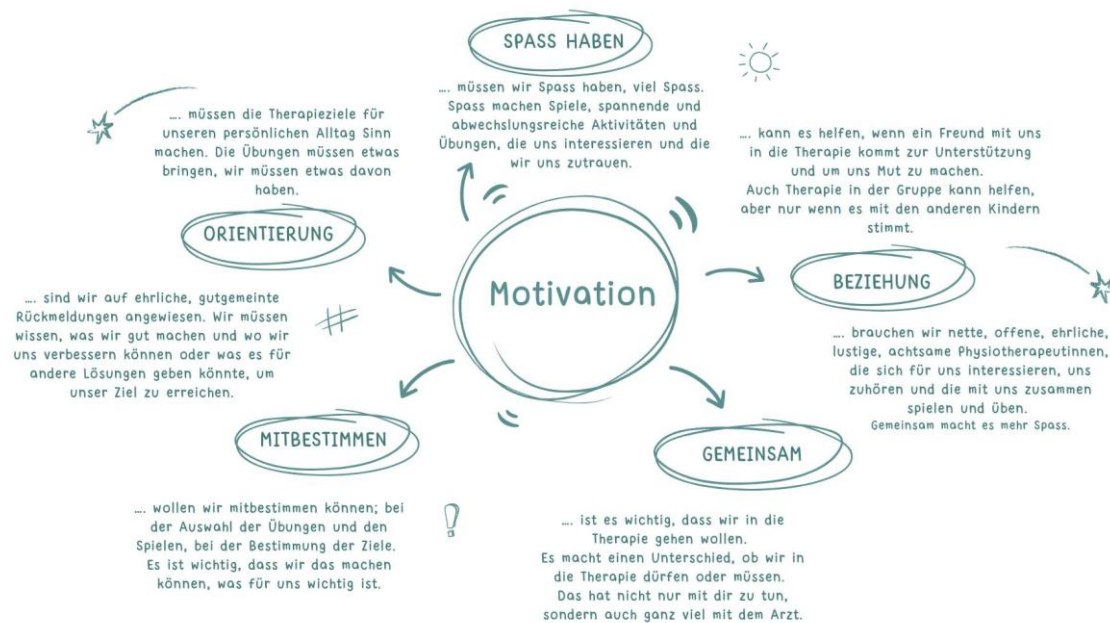 SPASS HABEN
.... müssen wir Spass haben, viel Spass.
Spass machen Spiele, spannende und
abwechslungsreiche Aktivitäten und
Übungen, die uns interessieren und die
wir uns zutrauen.
.... müssen die Therapieziele für
unseren persönlichen Alltag Sinn
machen. Die Übungen müssen etwas
bringen, wir müssen etwas davon
haben.
ORIENTIERUNG
.... sind wir auf ehrliche, gutgemeinte
Rückmeldungen angewiesen. Wir müssen
wissen, was wir gut machen und wo wir
uns verbessern können oder was es für
andere Lösungen geben könnte, um
unser Ziel zu erreichen.
Motivation
.... kann es helfen, wenn ein Freund mit uns
in die Therapie kommt zur Unterstützung
und um uns Mut zu machen.
Auch Therapie in der Gruppe kann helfen,
aber nur wenn es mit den anderen Kindern
stimmt.
BEZIEHUNG
.... brauchen wir nette, offene, ehrliche,
lustige, achtsame Physiotherapeutinnen,
die sich für uns interessieren, uns
zuhören und die mit uns zusammen
spielen und üben.
Gemeinsam macht es mehr Spass.
MITBESTIMMEN
.... wollen wir mitbestimmen können; bei
der Auswahl der Übungen und den
Spielen, bei der Bestimmung der Ziele.
Es ist wichtig, dass wir das machen
können, was für uns wichtig ist.
GEMEINSAM
.... ist es wichtig, dass wir in die
Therapie gehen wollen.
Es macht einen Unterschied, ob wir in
die Therapie dürfen oder müssen.
Das hat nicht nur mit dir zu tun,
sondern auch ganz viel mit dem Arzt.